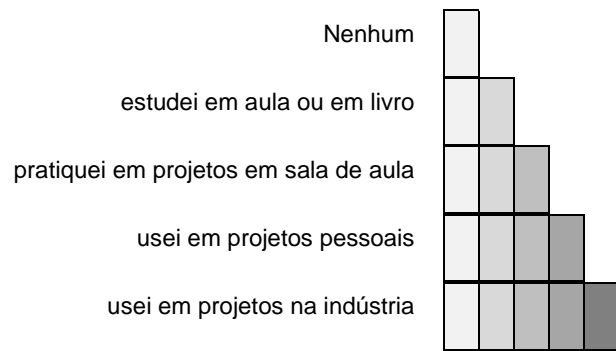 Nenhum
estudei em aula ou em livro
pratiquei em projetos em sala de aula
usei em projetos pessoais
usei em projetos na indústria